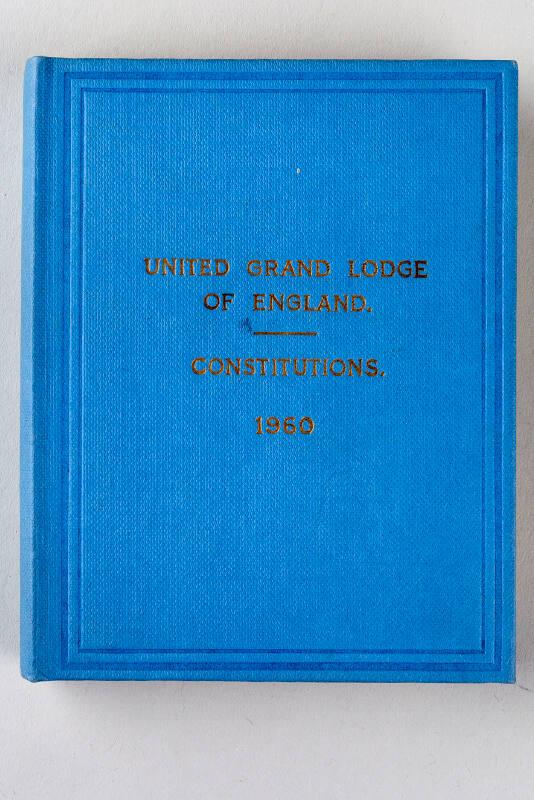 UNITED GRAND LODGE
OF ENGLAND.
CONSTITUTIONS.
1960